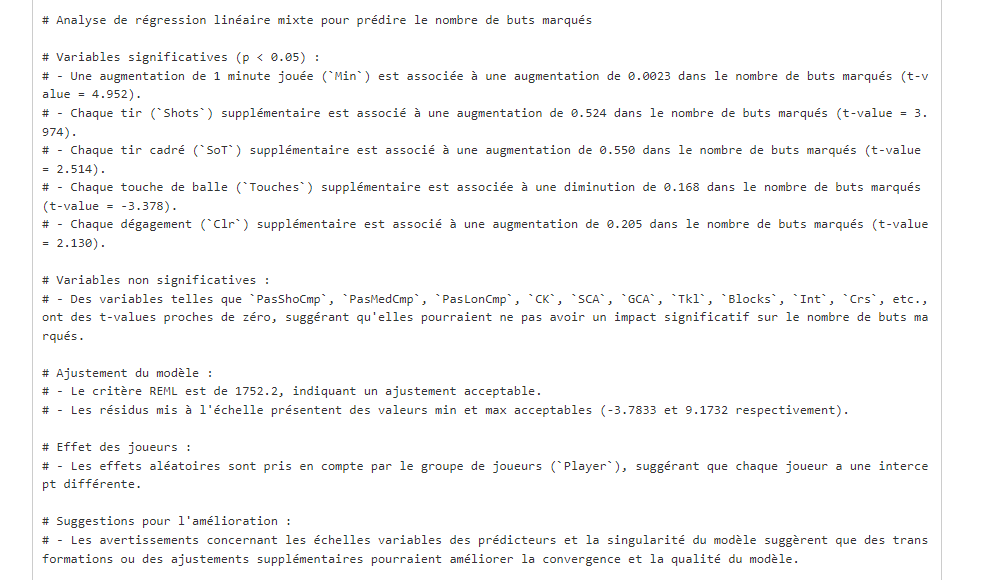 # Analyse de régression linéaire mixte pour prédire le nombre de buts marqués
# Variables significatives (p < 0.05) :
# - Une augmentation de 1 minute jouée (`Min`) est associée à une augmentation de 0.0023 dans le nombre de buts marqués (t-v
alue = 4.952).
# - Chaque tir (`Shots`) supplémentaire est associé à une augmentation de 0.524 dans le nombre de buts marqués (t-value = 3.
974).
# - Chaque tir cadré (`SoT`) supplémentaire est associé à une augmentation de 0.550 dans le nombre de buts marqués (t-value
= 2.514).
# - Chaque touche de balle (`Touches`) supplémentaire est associée à une diminution de 0.168 dans le nombre de buts marqués
(t-value = -3.378).
# - Chaque dégagement (`Clr`) supplémentaire est associé à une augmentation de 0.205 dans le nombre de buts marqués (t-value
= 2.130).
# Variables non significatives :
# - Des variables telles que `PasShoCmp`, `PasMedCmp`, `PasLonCmp`, `CK`, `SCA`, `GCA`, `Tkl`, `Blocks`, `Int`, `Crs`, etc.,
ont des t-values proches de zéro, suggérant qu'elles pourraient ne pas avoir un impact significatif sur le nombre de buts ma
rqués.
# Ajustement du modèle :
# - Le critère REML est de 1752.2, indiquant un ajustement acceptable.
# - Les résidus mis à l'échelle présentent des valeurs min et max acceptables (-3.7833 et 9.1732 respectivement).
# Effet des joueurs :
# - Les effets aléatoires sont pris en compte par le groupe de joueurs (`Player`), suggérant que chaque joueur a une interce
pt différente.
# Suggestions pour l'amélioration :
# - Les avertissements concernant les échelles variables des prédicteurs et la singularité du modèle suggèrent que des trans
formations ou des ajustements supplémentaires pourraient améliorer la convergence et la qualité du modèle.